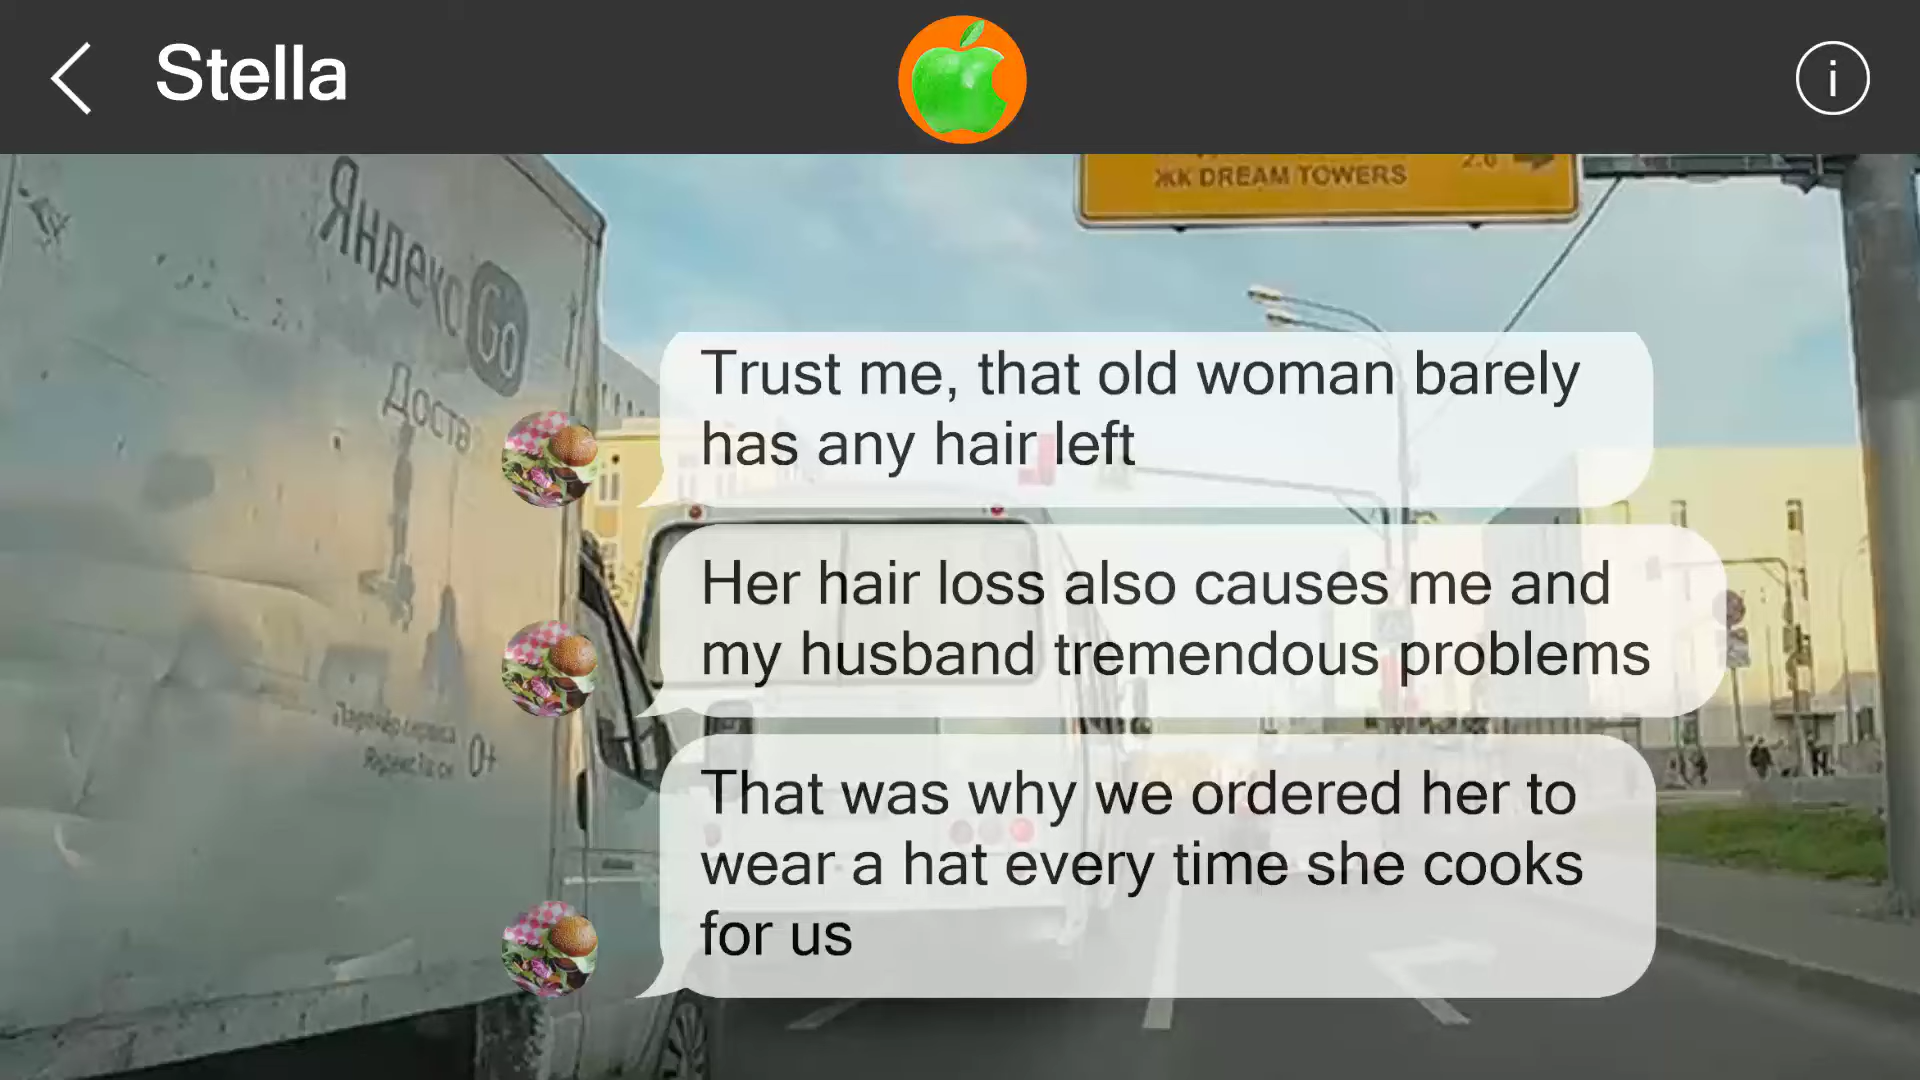 Stella
ЖК DREAM TOWERS
2.0
Яндекс Go
Доста
Trust me, that old woman barely
has any hair left
Her hair loss also causes me and
my husband tremendous problems
That was why we ordered her to
wear a hat every time she cooks
for us
0+